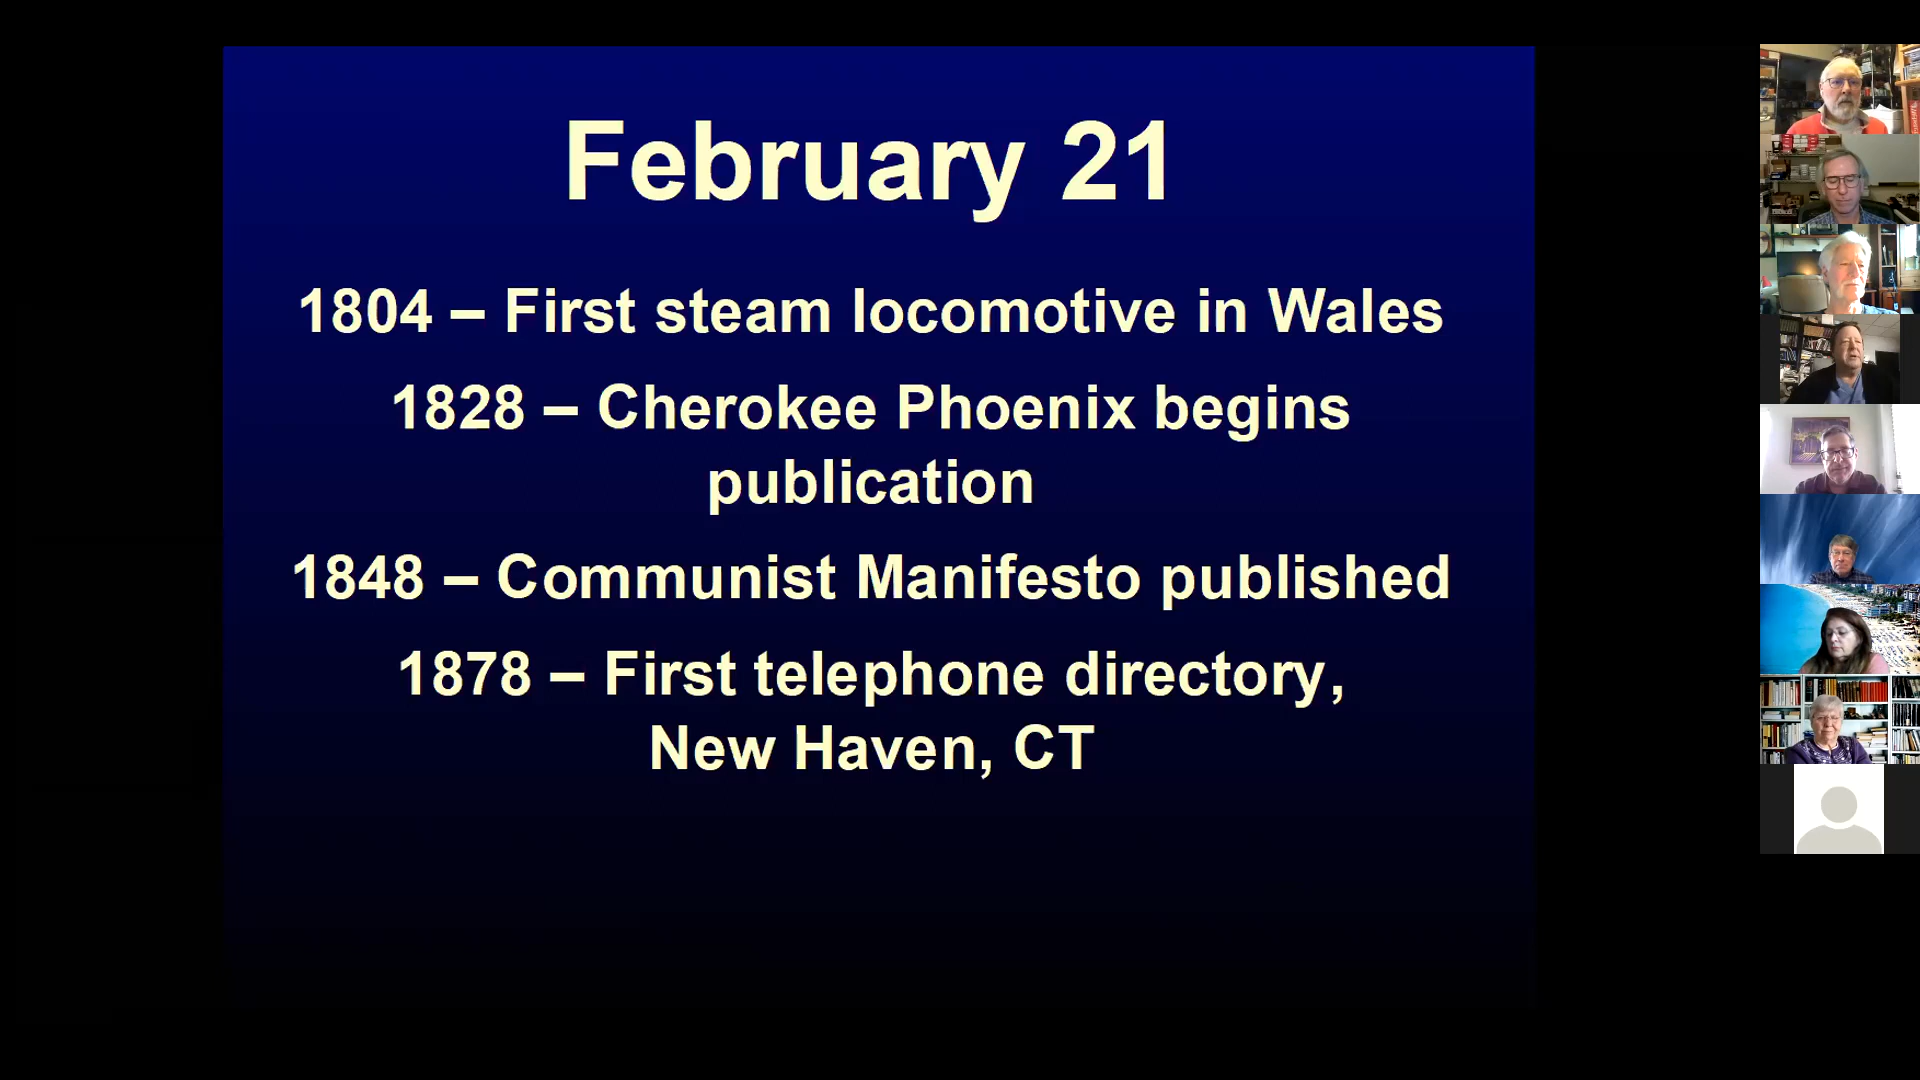 February 21
1804 – First steam locomotive in Wales
1828 – Cherokee Phoenix begins
publication
1848 – Communist Manifesto published
1878 – First telephone directory,
New Haven, CT